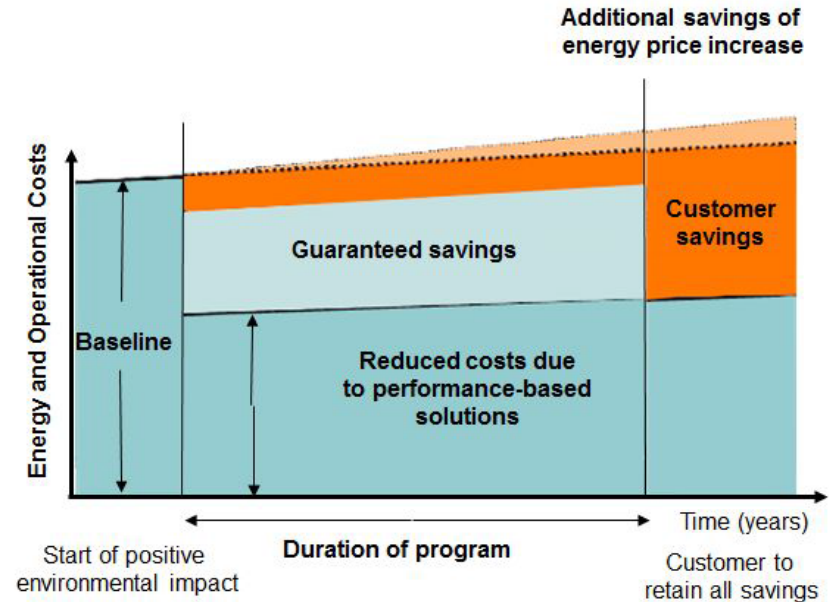 Additional savings of
energy price increase
Energy and Operational Costs
Customer
savings
Guaranteed savings
Baseline
Reduced costs due
to performance-based
solutions
Time (years)
Start of positive
environmental impact
Duration of program
Customer to
retain all savings